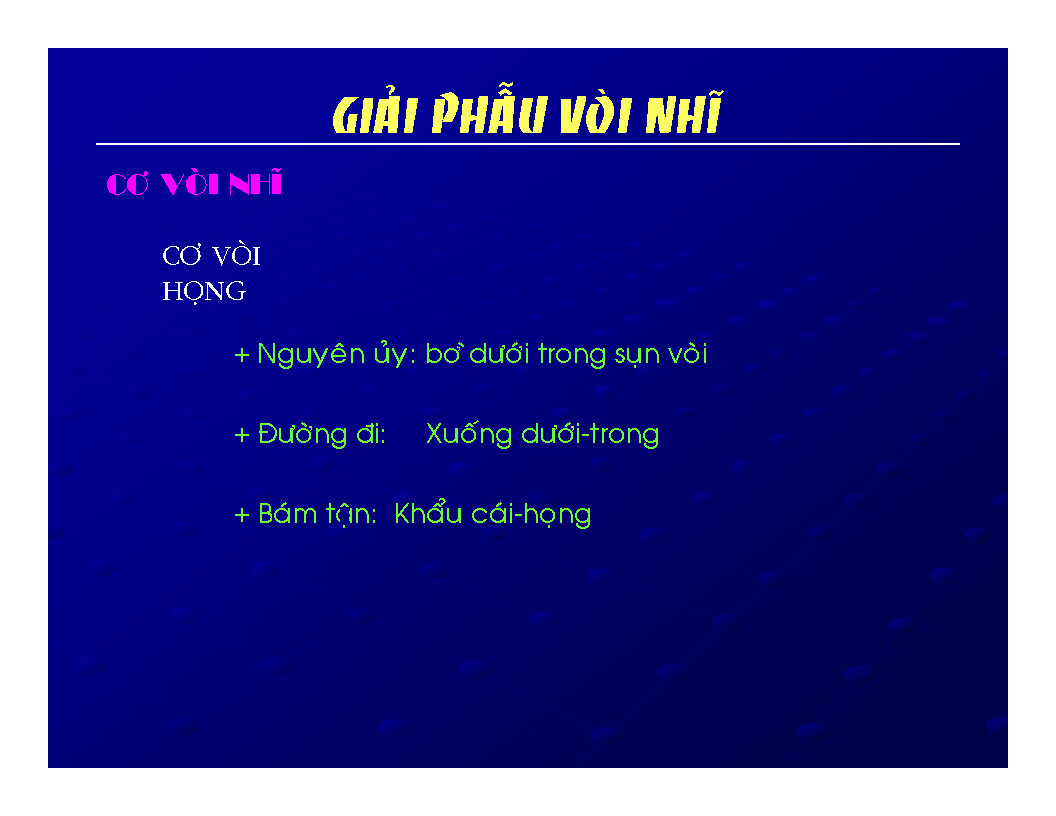 GIẢI PHẪU VÒI NHĨ
CƠ VÒI NHĨ
CƠ VÒI
HỌNG
+ Nguyên ủy: bờ dưới trong sụn vòi
+ Đường đi: Xuống dưới-trong
+ Bám tận: Khẩu cái-họng